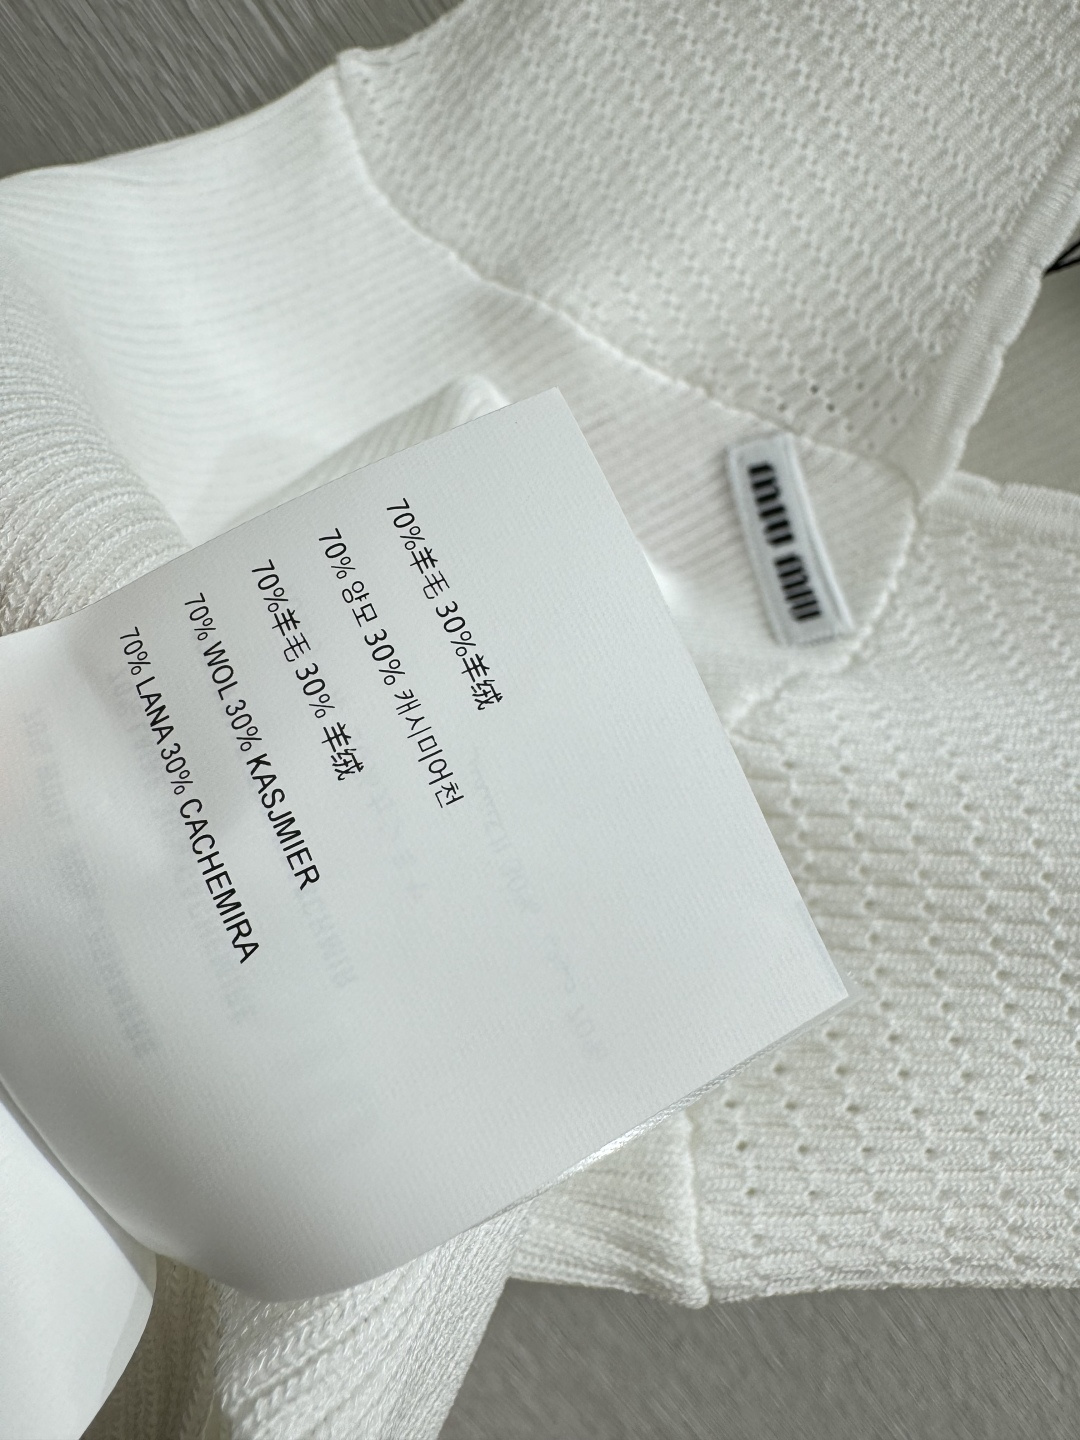 70%羊毛 30%羊绒
70% 양모 30% 캐시미어천
70%羊毛 30% 羊绒
70% WOL 30% KASJMIER
70% LANA 30% CACHEMIRA
miu miu